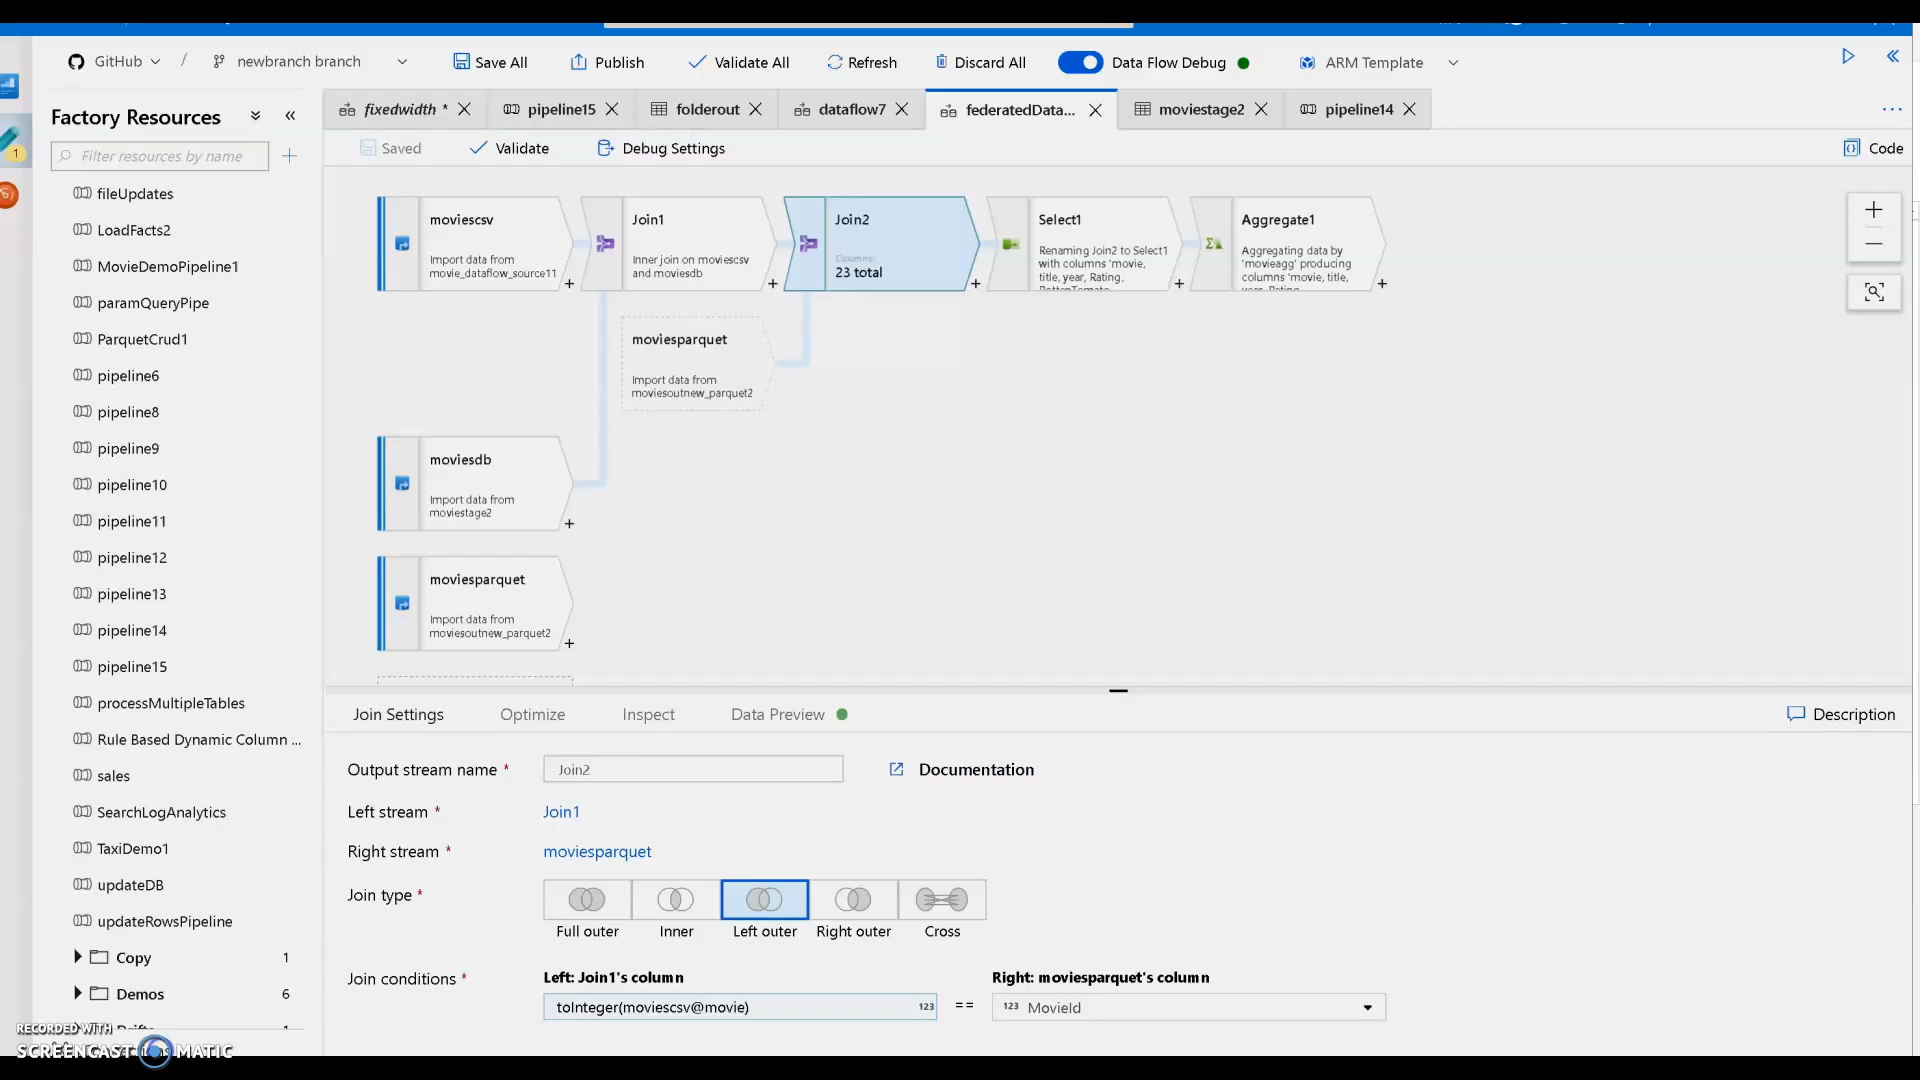 GitHub / newbranch branch Save All Publish Validate All Refresh Discard All Data Flow Debug ARM Template
Factory Resources
Filter resources by name
fileUpdates
LoadFacts2
MovieDemoPipeline1
paramQueryPipe
ParquetCrud1
pipeline6
pipeline8
pipeline9
pipeline10
pipeline11
pipeline12
pipeline13
pipeline14
pipeline15
processMultipleTables
Rule Based Dynamic Column ...
sales
SearchLogAnalytics
TaxiDemo1
updateDB
updateRowsPipeline
Copy 1
Demos 6
1
fixedwidth * pipeline15 folderout dataflow7 federatedData... moviestage2 pipeline14
Saved Validate Debug Settings Code
moviescsv
Import data from
movie_dataflow_source11
+
Join1
Inner join on moviescsv
and moviesdb
+
Join2
Columns:
23 total
+
Select1
Renaming Join2 to Select1
with columns 'movie,
title, year, Rating,
RottenTomato
+
Aggregate1
Aggregating data by
'movieagg' producing
columns 'movie, title,
year, Rating
+
moviesparquet
Import data from
moviesoutnew_parquet2
moviesdb
Import data from
moviestage2
+
moviesparquet
Import data from
moviesoutnew_parquet2
+
Join Settings Optimize Inspect Data Preview Description
Output stream name * Join2 Documentation
Left stream * Join1
Right stream * moviesparquet
Join type *
Full outer Inner Left outer Right outer Cross
Join conditions * Left: Join1's column Right: moviesparquet's column
toInteger(moviescsv@movie) 123 == 123 MovieId
RECORDED WITH
SCREENCAST MATIC